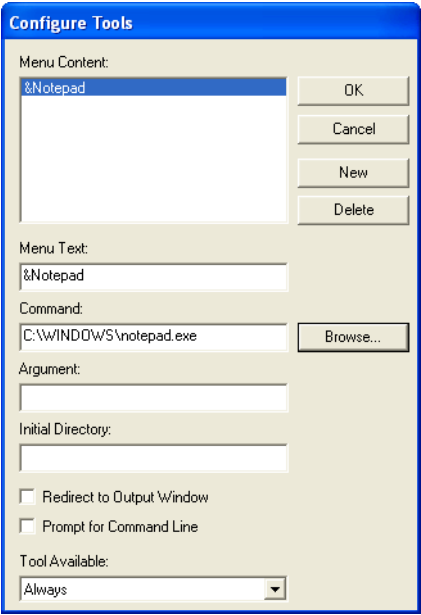 Configure Tools
Menu Content:
&Notepad
OK
Cancel
New
Delete
Menu Text:
&Notepad
Command:
C:\WINDOWS\notepad.exe
Browse...
Argument:
Initial Directory:
Redirect to Output Window
Prompt for Command Line
Tool Available:
Always